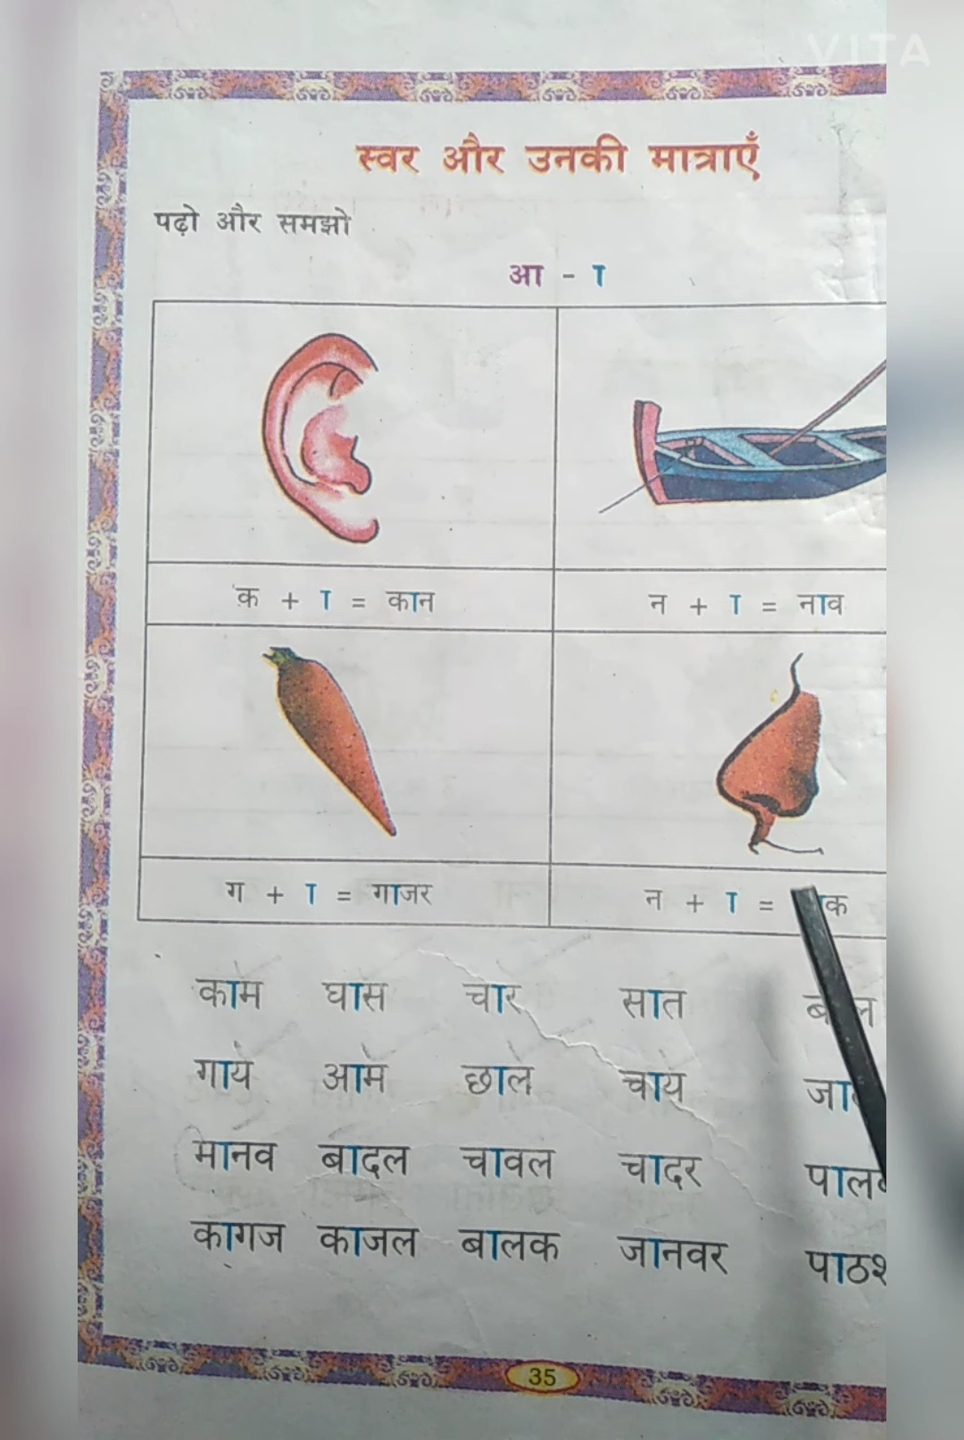 VITA
स्वर और उनकी मात्राएँ
पढ़ो और समझो
आ - ा
क + ा = कान
न + ा = नाव
ग + ा = गाजर
न + ा =
काम घास चार सात
गाय आम छाल चाय
मानव बादल चावल चादर
कागज काजल बालक जानवर
35